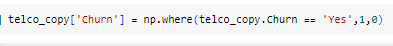 telco_copy['Churn'] = np.where(telco_copy.Churn == 'Yes',1,0)